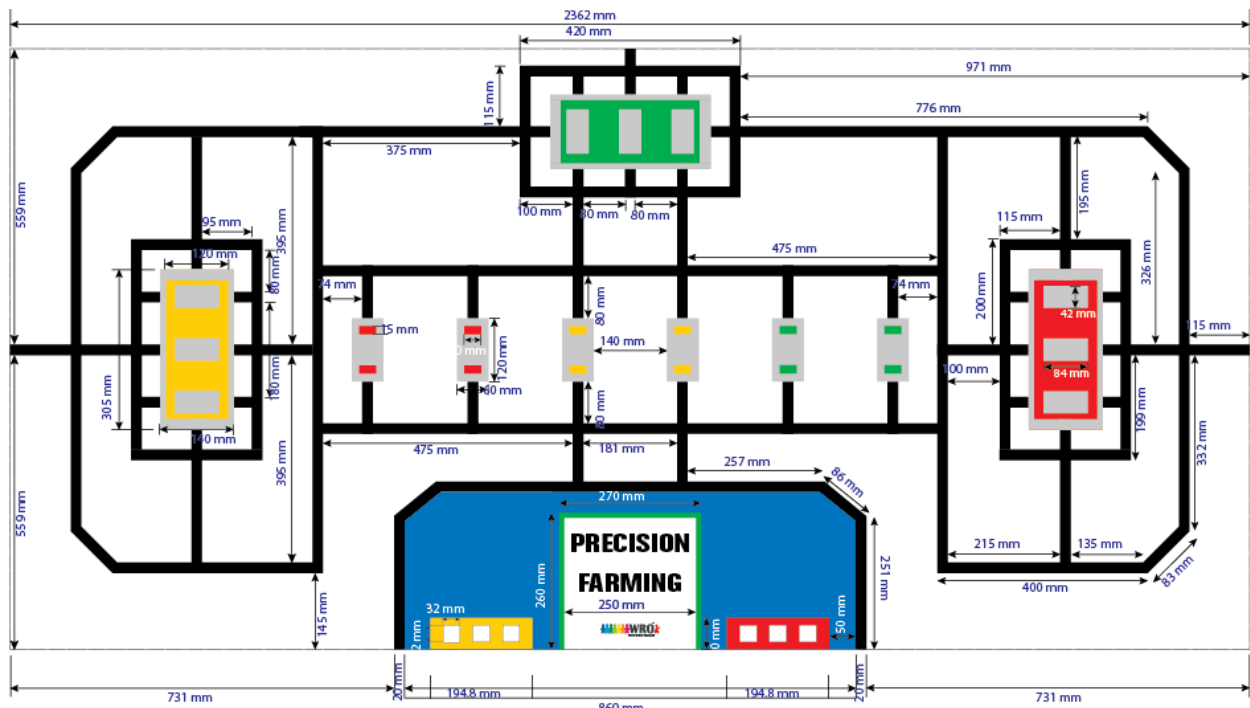 2362 mm
420 mm
971 mm
115 mm
776 mm
375 mm
559 mm
395 mm
195 mm
95 mm
100 mm
80 mm
80 mm
115 mm
120 mm
80 mm
475 mm
200 mm
326 mm
74 mm
74 mm
80 mm
42 mm
115 mm
15 mm
140 mm
120 mm
305 mm
180 mm
100 mm
84 mm
60 mm
199 mm
140 mm
475 mm
181 mm
332 mm
395 mm
257 mm
86 mm
559 mm
270 mm
PRECISION
FARMING
260 mm
250 mm
251 mm
215 mm
135 mm
83 mm
400 mm
145 mm
32 mm
WRO
50 mm
20 mm
20 mm
731 mm
194.8 mm
194.8 mm
731 mm
860 mm